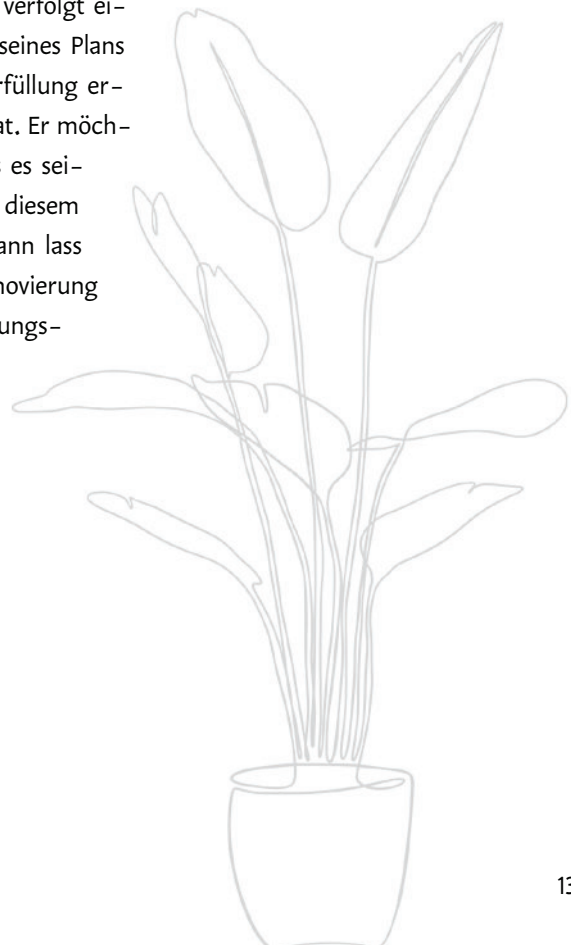 verfolgt ei-
seines Plans
rfüllung er-
at. Er möch-
s es sei-
diesem
ann lass
novierung
ungs-
13